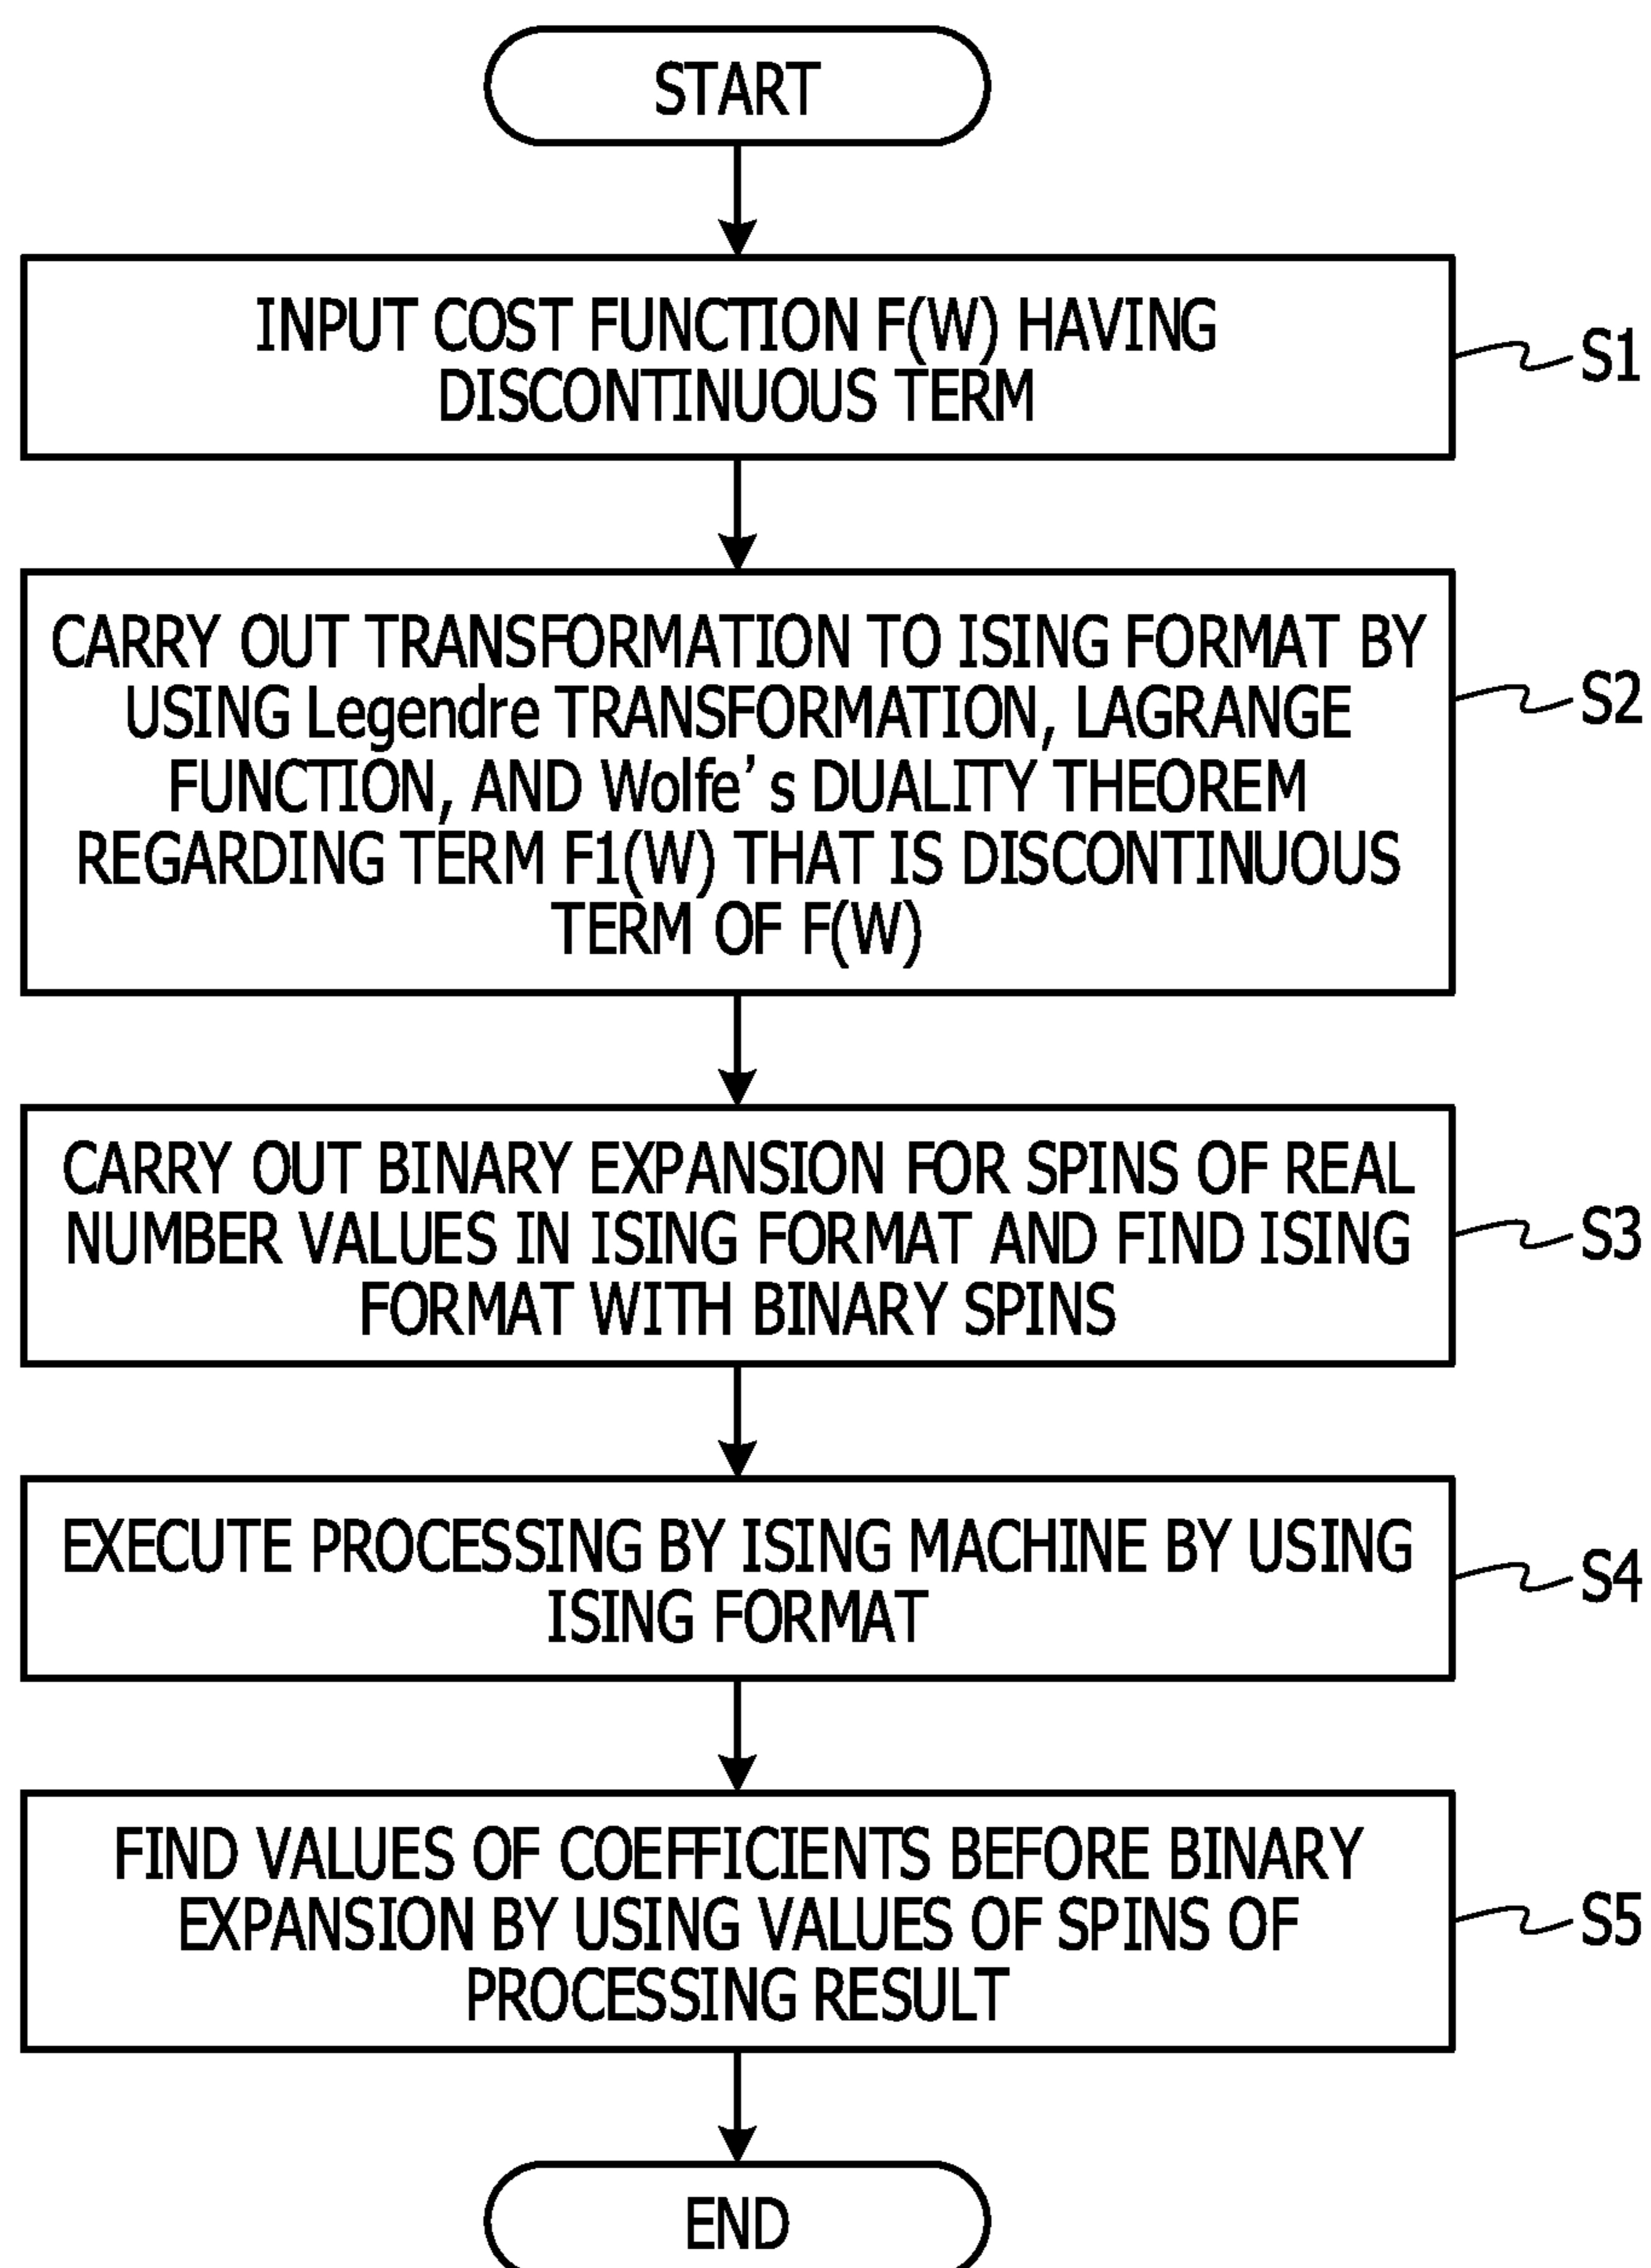 START
INPUT COST FUNCTION F(W) HAVING
DISCONTINUOUS TERM
S1
CARRY OUT TRANSFORMATION TO ISING FORMAT BY
USING Legendre TRANSFORMATION, LAGRANGE
FUNCTION, AND Wolfe's DUALITY THEOREM
REGARDING TERM F1(W) THAT IS DISCONTINUOUS
TERM OF F(W)
S2
CARRY OUT BINARY EXPANSION FOR SPINS OF REAL
NUMBER VALUES IN ISING FORMAT AND FIND ISING
FORMAT WITH BINARY SPINS
S3
EXECUTE PROCESSING BY ISING MACHINE BY USING
ISING FORMAT
S4
FIND VALUES OF COEFFICIENTS BEFORE BINARY
EXPANSION BY USING VALUES OF SPINS OF
PROCESSING RESULT
S5
END